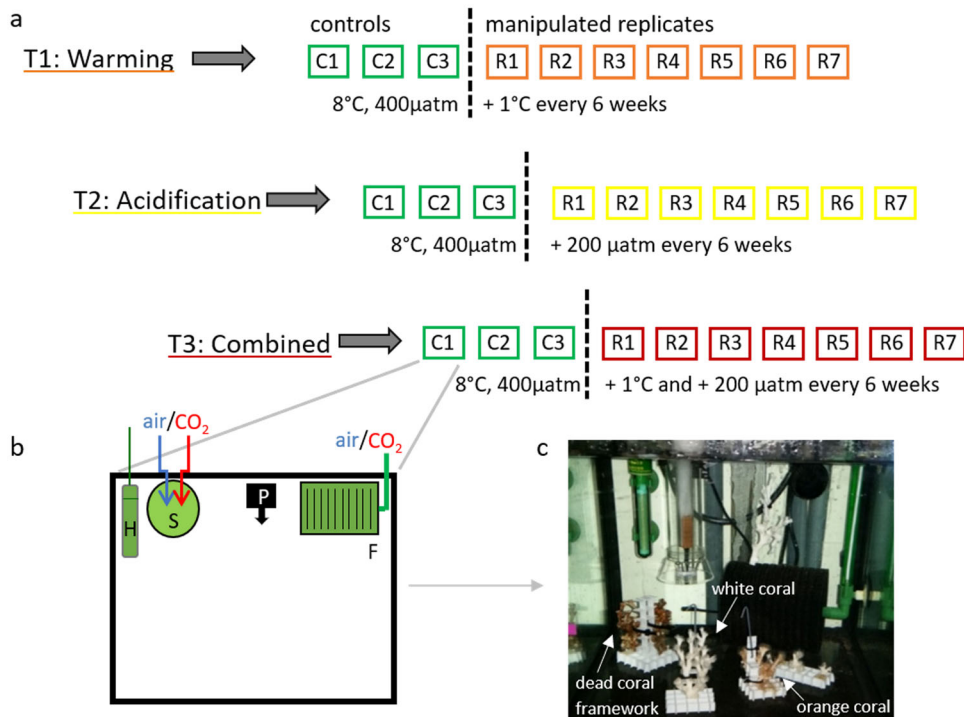 a
controls
manipulated replicates
T1: Warming
C1 C2 C3 R1 R2 R3 R4 R5 R6 R7
8°C, 400µatm + 1°C every 6 weeks
T2: Acidification
C1 C2 C3 R1 R2 R3 R4 R5 R6 R7
8°C, 400µatm + 200 µatm every 6 weeks
T3: Combined
C1 C2 C3 R1 R2 R3 R4 R5 R6 R7
8°C, 400µatm + 1°C and + 200 µatm every 6 weeks
b
air/CO₂
air/CO₂
H
S
P
F
c
white coral
dead coral
framework
orange coral